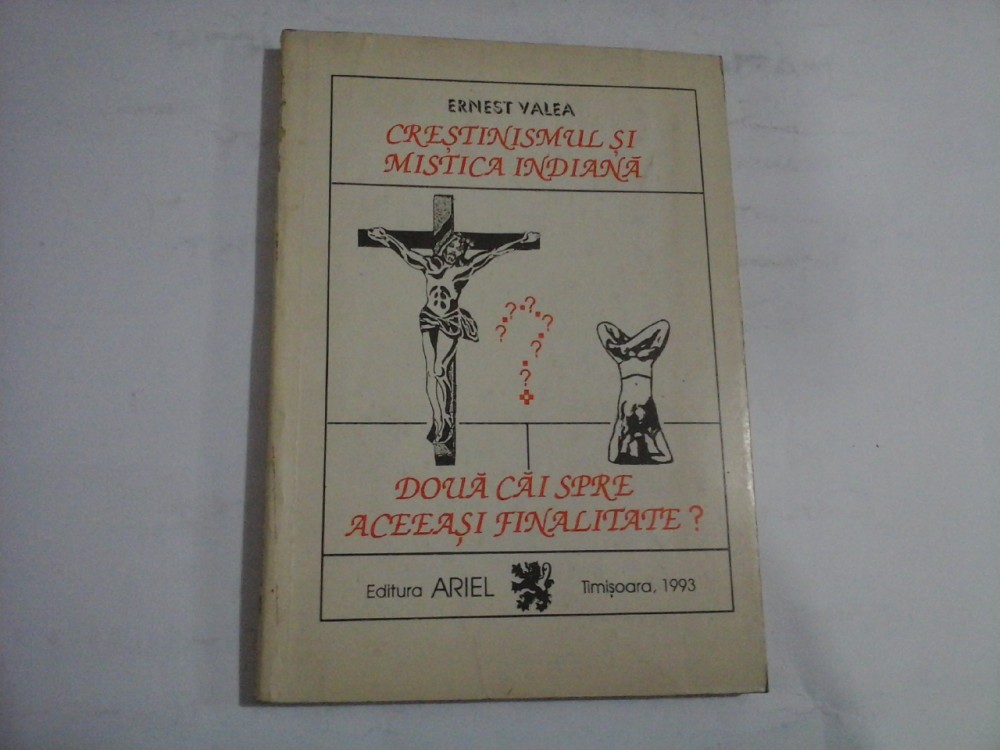 ERNEST VALEA
CREȘTINISMUL ȘI
MISTICA INDIANĂ
? ? ? ? ? ?
DOUĂ CĂI SPRE
ACEEAȘI FINALITATE ?
Editura ARIEL Timișoara, 1993